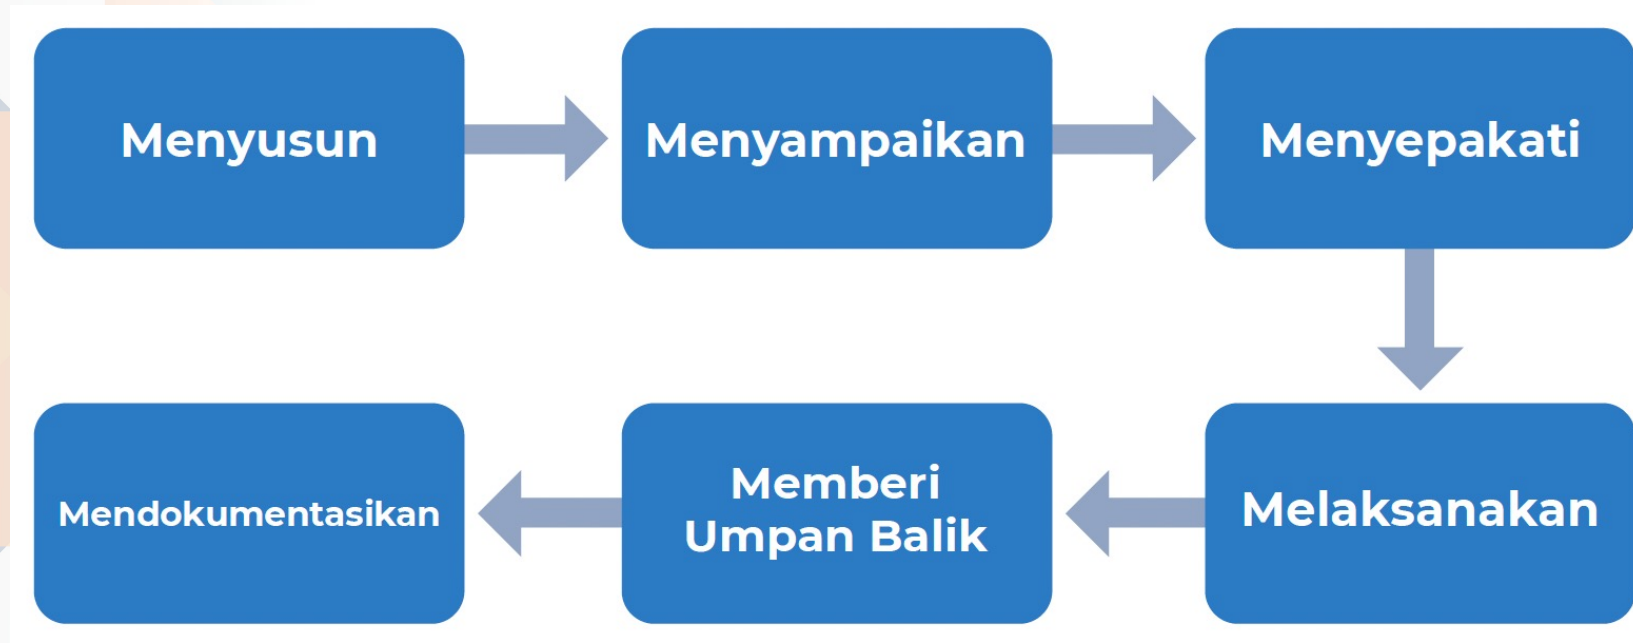 Menyusun
Menyampaikan
Menyepakati
Melaksanakan
Memberi
Umpan Balik
Mendokumentasikan